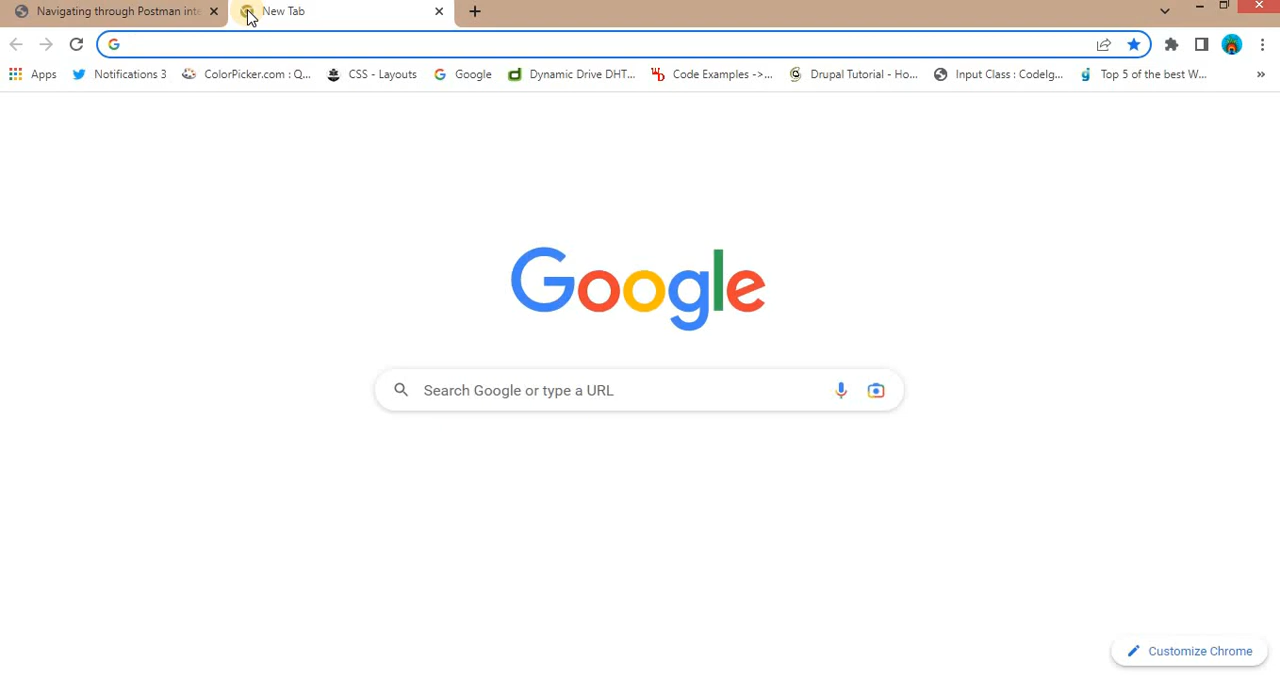 Navigating through Postman inte
New Tab
Apps
Notifications 3
ColorPicker.com : Q...
CSS - Layouts
Google
Dynamic Drive DHT...
Code Examples ->...
Drupal Tutorial - Ho...
Input Class : CodeIg...
Top 5 of the best W...
»
Google
Search Google or type a URL
Customize Chrome